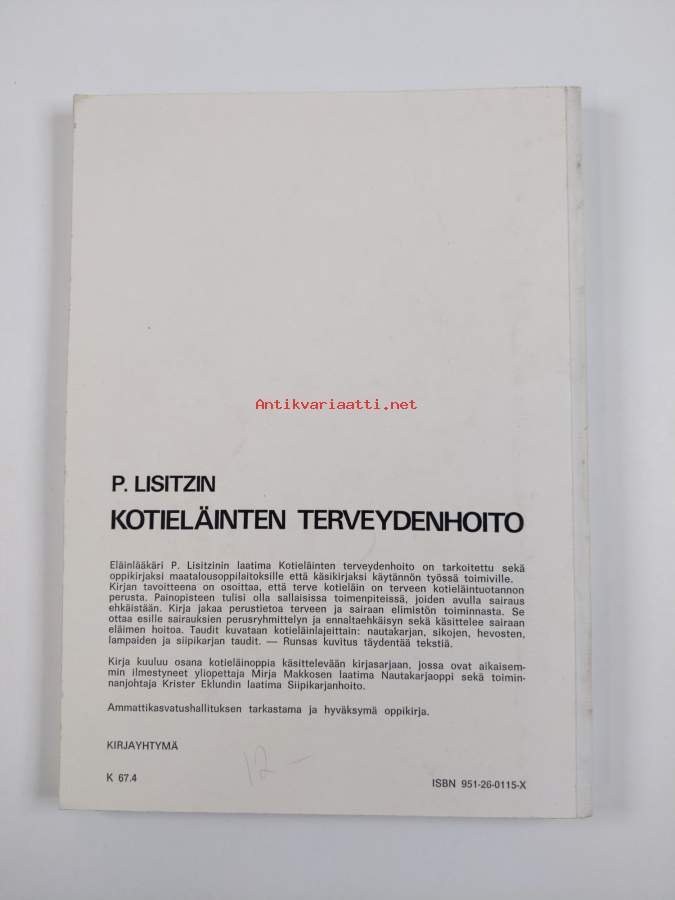 Antikvariaatti.net
P. LISITZIN
KOTIELÄINTEN TERVEYDENHOITO
Eläinlääkäri P. Lisitzinin laatima Kotieläinten terveydenhoito on tarkoitettu sekä
oppikirjaksi maatalousoppilaitoksille että käsikirjaksi käytännön työssä toimiville.
Kirjan tavoitteena on osoittaa, että terve kotieläin on terveen kotieläintuotannon
perusta. Painopisteen tulisi olla sallaisissa toimenpiteissä, joiden avulla sairaus
ehkäistään. Kirja jakaa perustietoa terveen ja sairaan elimistön toiminnasta. Se
ottaa esille sairauksien perusryhmittelyn ja ennaltaehkäisyn sekä käsittelee sairaan
eläimen hoitoa. Taudit kuvataan kotieläinlajeittain: nautakarjan, sikojen, hevosten,
lampaiden ja siipikarjan taudit. — Runsas kuvitus täydentää tekstiä.
Kirja kuuluu osana kotieläinoppia käsittelevään kirjasarjaan, jossa ovat aikaisem-
min ilmestyneet yliopettaja Mirja Makkosen laatima Nautakarjaoppi sekä toimin-
nanjohtaja Krister Eklundin laatima Siipikarjanhoito.
Ammattikasvatushallituksen tarkastama ja hyväksymä oppikirja.
KIRJAYHTYMÄ
12 –
K 67.4
ISBN 951-26-0115-X